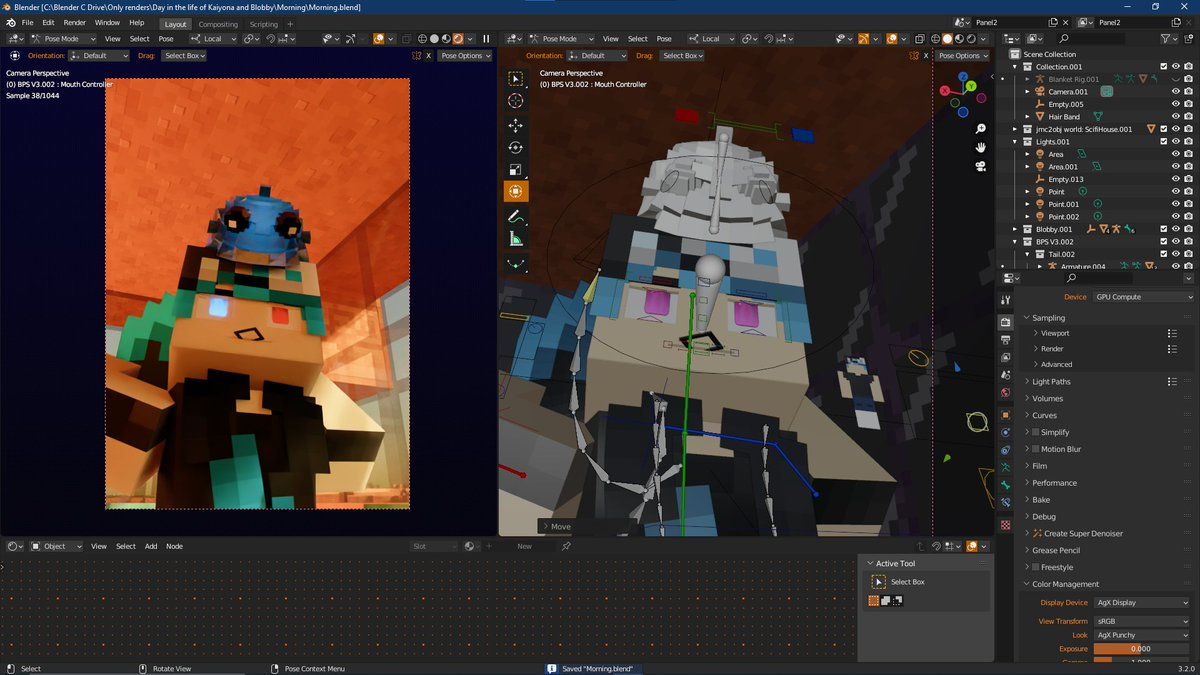 Blender [C:\Blender C Drive\Only renders\Day in the life of Kaiyona and Blobby\Morning\Morning.blend]
File Edit Render Window Help Layout Compositing Scripting + Panel2 Panel2
Pose Mode View Select Pose Local
Pose Mode View Select Pose Local
Orientation: Default Drag: Select Box X Pose Options
Orientation: Default Drag: Select Box X Pose Options
Camera Perspective
(0) BPS V3.002 : Mouth Controller
Sample 38/1044
Camera Perspective
(0) BPS V3.002 : Mouth Controller
X
Y
Z
Move
Scene Collection
Collection.001
Blanket Rig.001
Camera.001
Empty.005
Hair Band
jmc2obj world: ScifiHouse.001
Lights.001
Area
Area.001
Empty.013
Point
Point.001
Point.002
Blobby.001
BPS V3.002
Tail.002
Armature.004
Device GPU Compute
Sampling
Viewport
Render
Advanced
Light Paths
Volumes
Curves
Simplify
Motion Blur
Film
Performance
Bake
Debug
Create Super Denoiser
Grease Pencil
Freestyle
Color Management
Display Device AgX Display
View Transform sRGB
Look AgX Punchy
Exposure 0.000
Gamma 1.000
Object View Select Add Node Slot New
Active Tool
Select Box
Select Rotate View Pose Context Menu Saved "Morning.blend" 3.2.0